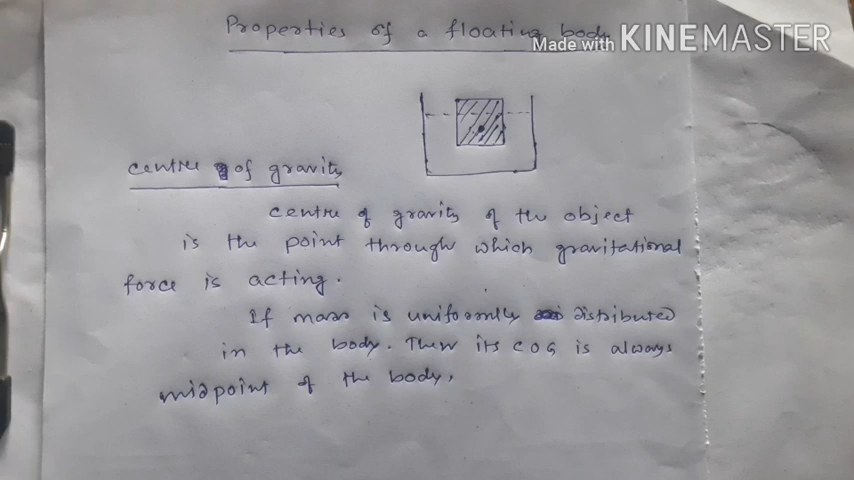 Properties of a floating body
Made with KINEMASTER
centre of gravity
centre of gravity of the object
is the point through which gravitational
force is acting.
If mass is uniformly distributed
in the body. Then its COG is always
midpoint of the body.